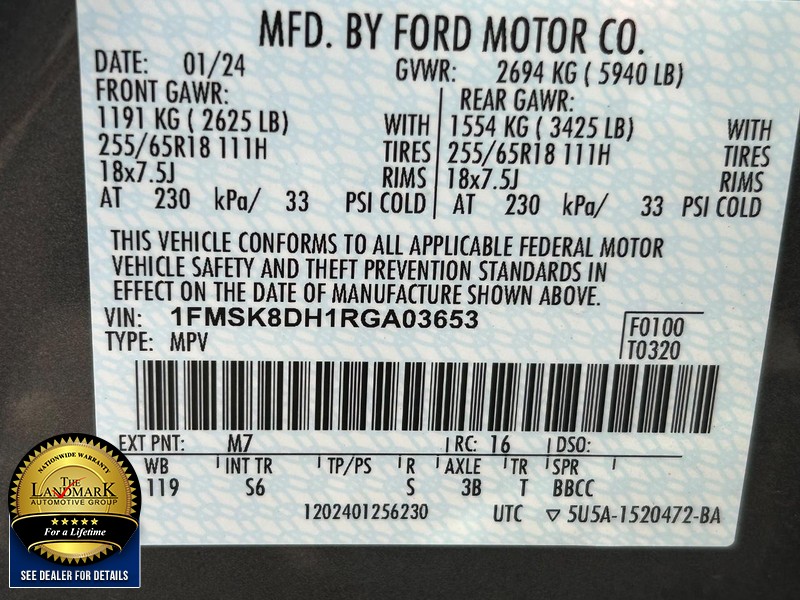 MFD. BY FORD MOTOR CO.
DATE: 01/24 GVWR: 2694 KG ( 5940 LB)
FRONT GAWR: REAR GAWR:
1191 KG ( 2625 LB) WITH 1554 KG ( 3425 LB) WITH
255/65R18 111H TIRES 255/65R18 111H TIRES
18x7.5J RIMS 18x7.5J RIMS
AT 230 kPa/ 33 PSI COLD AT 230 kPa/ 33 PSI COLD
THIS VEHICLE CONFORMS TO ALL APPLICABLE FEDERAL MOTOR
VEHICLE SAFETY AND THEFT PREVENTION STANDARDS IN
EFFECT ON THE DATE OF MANUFACTURE SHOWN ABOVE.
VIN: 1FMSK8DH1RGA03653 F0100
TYPE: MPV T0320
EXT PNT: M7 RC: 16 DSO:
WB INT TR TP/PS R AXLE TR SPR
119 S6 S 3B T BBCC
1202401256230 UTC ▽ 5U5A-1520472-BA
NATIONWIDE WARRANTY
THE
LANDMARK
AUTOMOTIVE GROUP
★★★★★
For a Lifetime
SEE DEALER FOR DETAILS